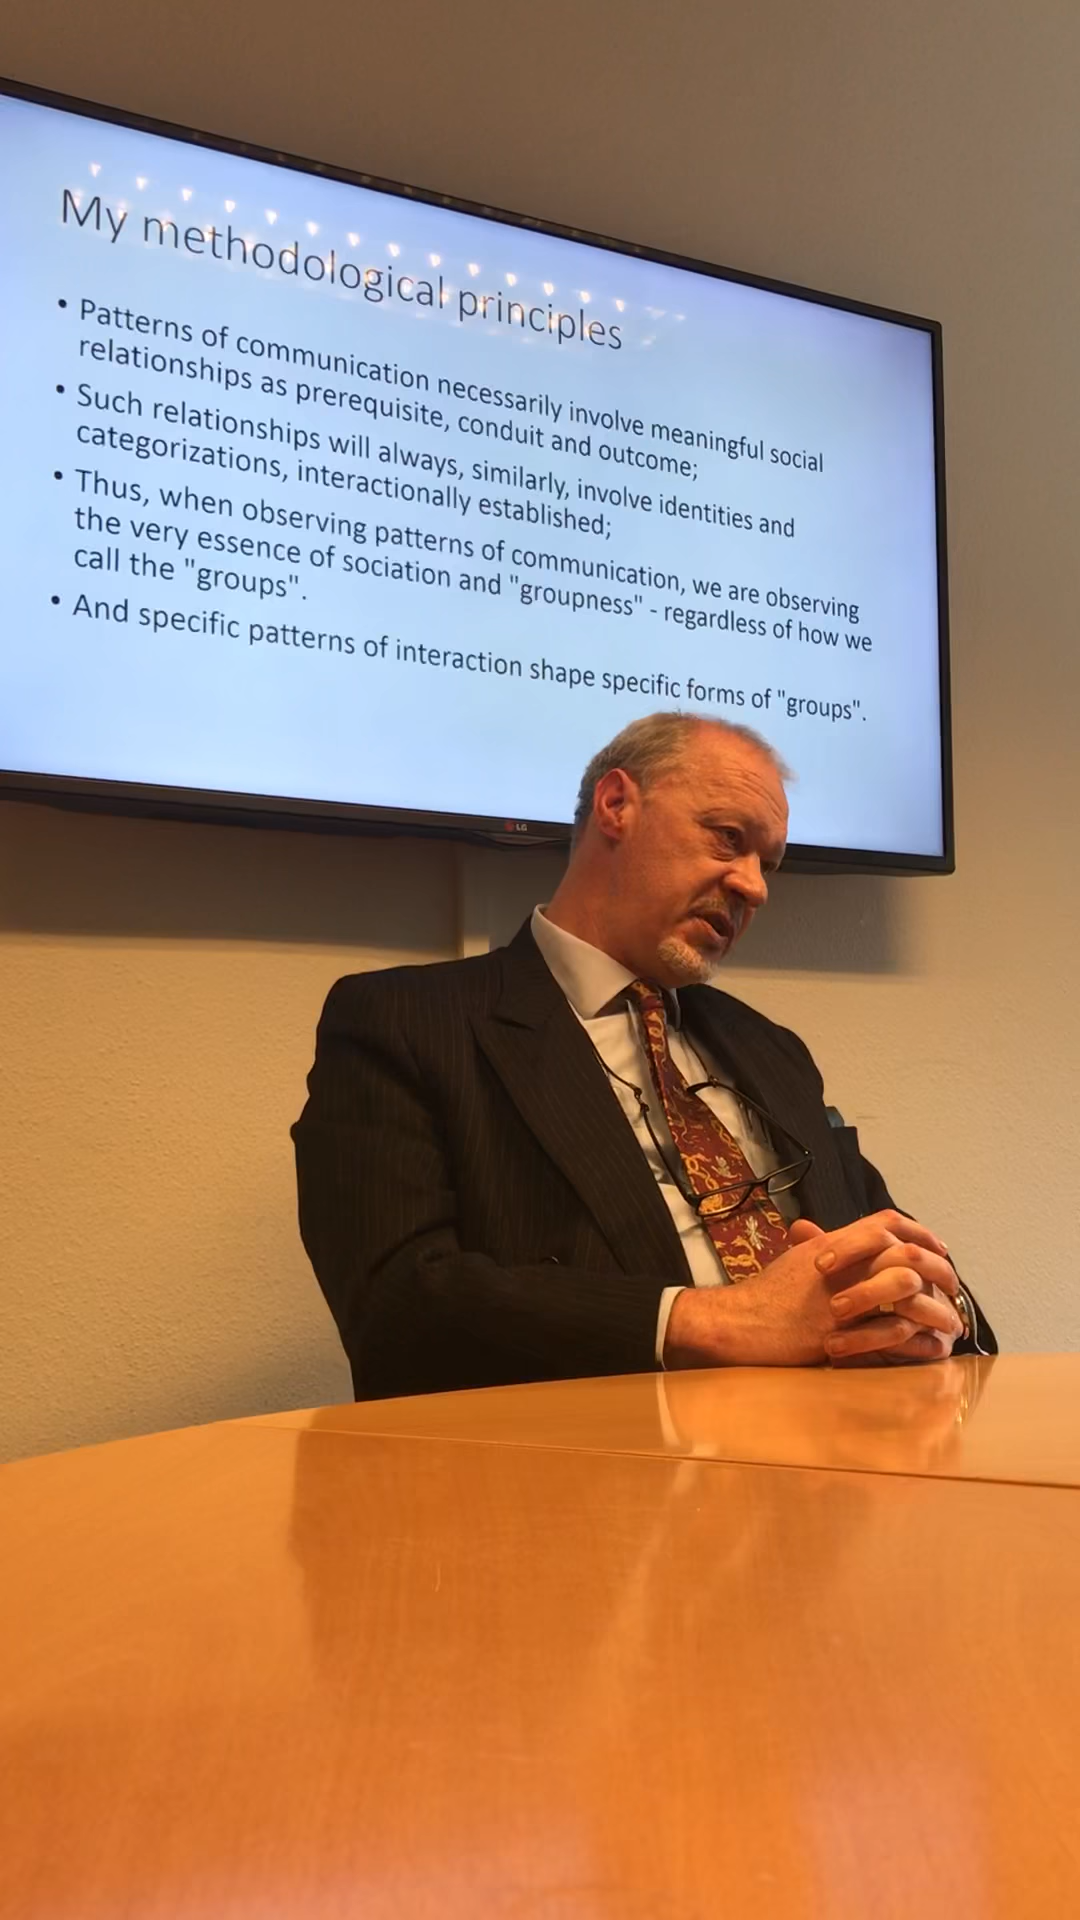 My methodological principles
• Patterns of communication necessarily involve meaningful social
relationships as prerequisite, conduit and outcome;
• Such relationships will always, similarly, involve identities and
categorizations, interactionally established;
• Thus, when observing patterns of communication, we are observing
the very essence of sociation and "groupness" - regardless of how we
call the "groups".
• And specific patterns of interaction shape specific forms of "groups".
LG